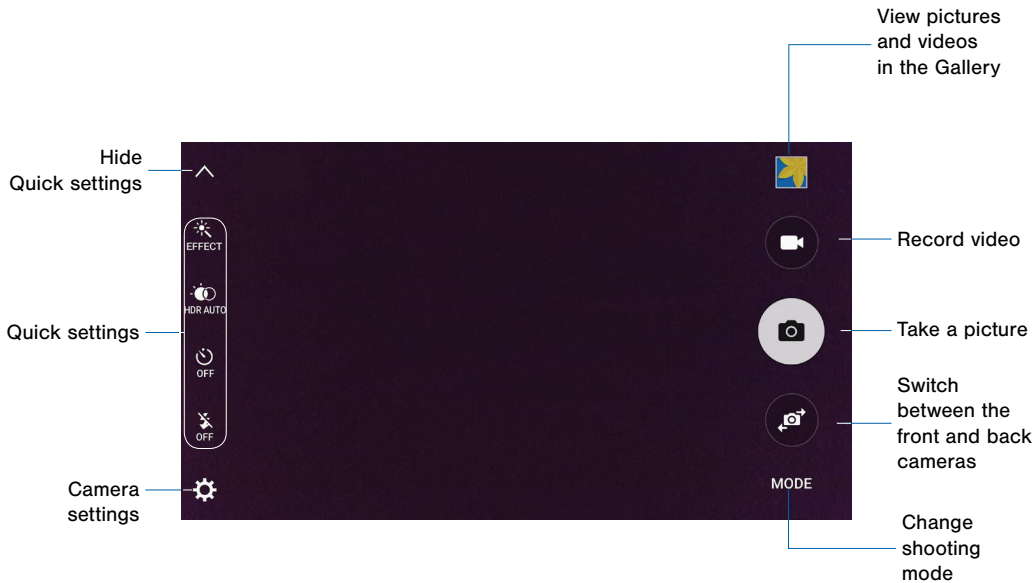 View pictures
and videos
in the Gallery
Hide
Quick settings
EFFECT
Record video
HDR AUTO
Quick settings
Take a picture
OFF
Switch
between the
front and back
cameras
OFF
Camera
settings
MODE
Change
shooting
mode